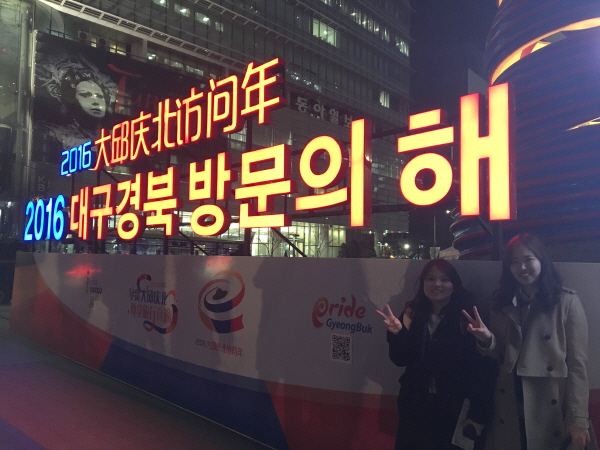 동아일보
2016 大邱庆北访问年
2016 대구경북 방문의 해
Pride
GyeongBuk